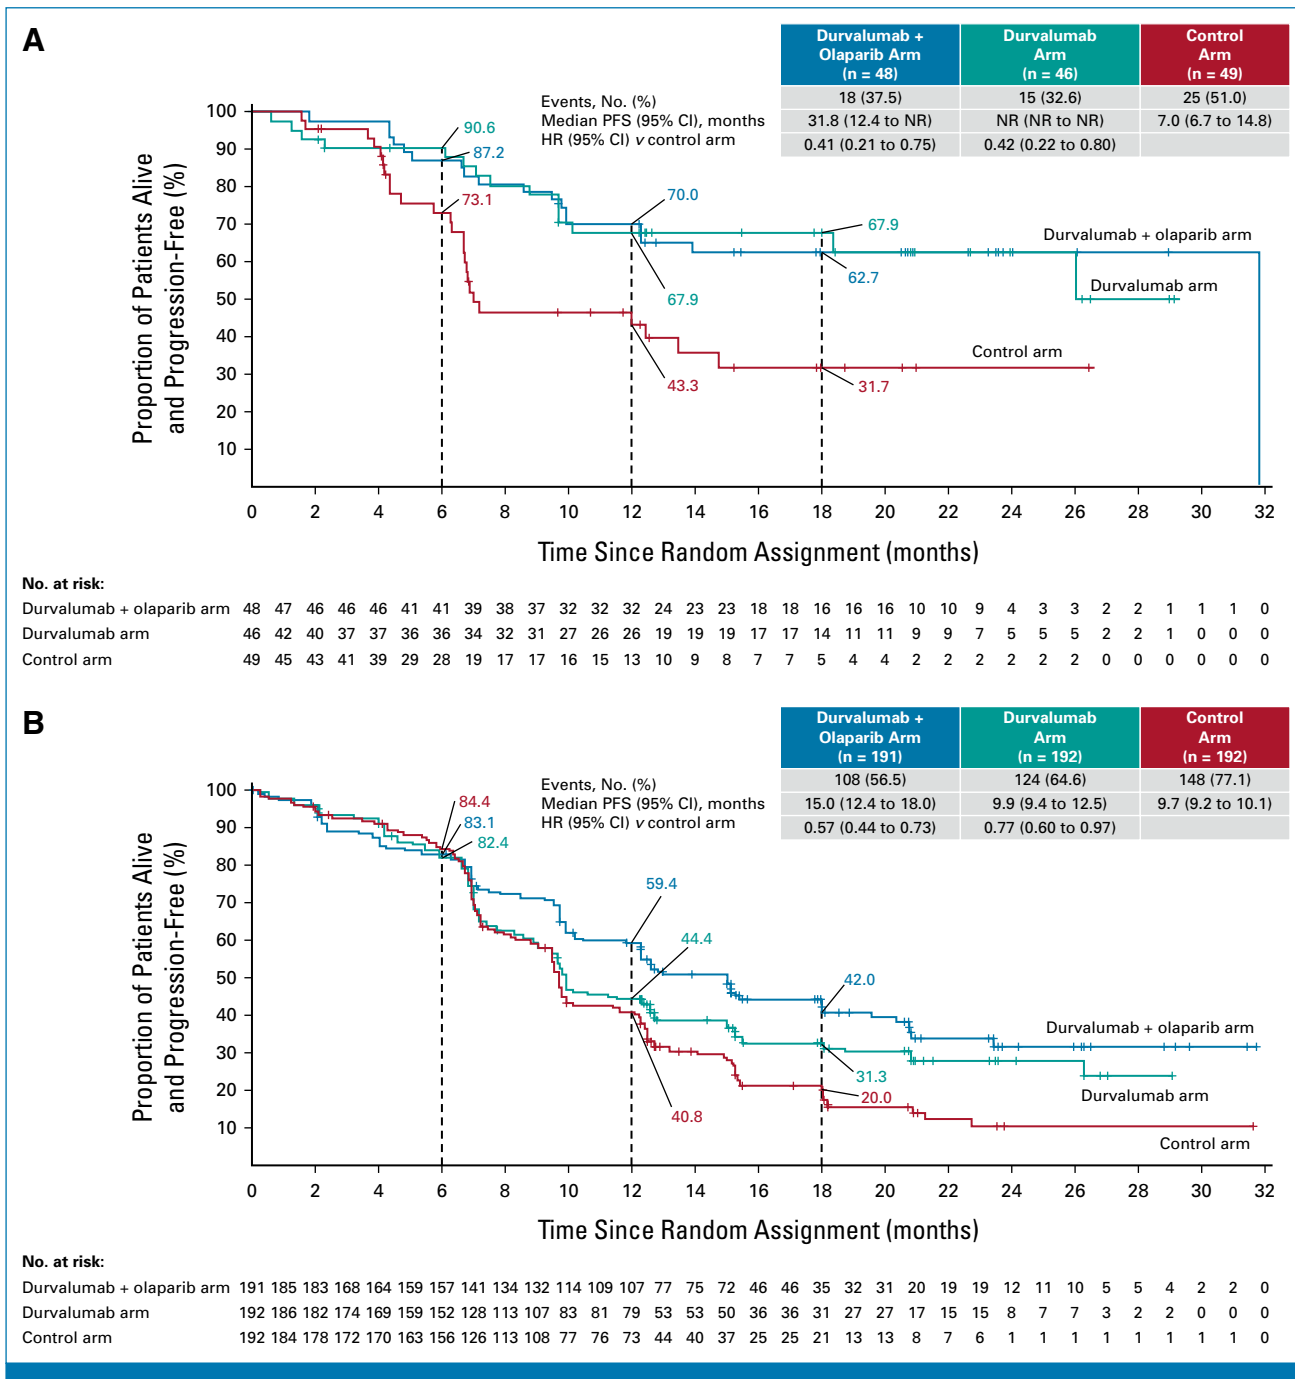 A
Durvalumab +
Olaparib Arm
(n = 48)
Durvalumab
Arm
(n = 46)
Control
Arm
(n = 49)
Events, No. (%) 18 (37.5) 15 (32.6) 25 (51.0)
Median PFS (95% CI), months 31.8 (12.4 to NR) NR (NR to NR) 7.0 (6.7 to 14.8)
HR (95% CI) v control arm 0.41 (0.21 to 0.75) 0.42 (0.22 to 0.80)
Proportion of Patients Alive
and Progression-Free (%)
100
90
80
70
60
50
40
30
20
10
90.6
87.2
73.1
70.0
67.9
43.3
67.9
62.7
31.7
Durvalumab + olaparib arm
Durvalumab arm
Control arm
0 2 4 6 8 10 12 14 16 18 20 22 24 26 28 30 32
Time Since Random Assignment (months)
No. at risk:
Durvalumab + olaparib arm 48 47 46 46 46 41 41 39 38 37 32 32 32 24 23 23 18 18 16 16 16 10 10 9 4 3 3 2 2 1 1 1 0
Durvalumab arm 46 42 40 37 37 36 36 34 32 31 27 26 26 19 19 19 17 17 14 11 11 9 9 7 5 5 5 2 2 1 0 0 0
Control arm 49 45 43 41 39 29 28 19 17 17 16 15 13 10 9 8 7 7 5 4 4 2 2 2 2 2 2 0 0 0 0 0 0
B
Durvalumab +
Olaparib Arm
(n = 191)
Durvalumab
Arm
(n = 192)
Control
Arm
(n = 192)
Events, No. (%) 108 (56.5) 124 (64.6) 148 (77.1)
Median PFS (95% CI), months 15.0 (12.4 to 18.0) 9.9 (9.4 to 12.5) 9.7 (9.2 to 10.1)
HR (95% CI) v control arm 0.57 (0.44 to 0.73) 0.77 (0.60 to 0.97)
Proportion of Patients Alive
and Progression-Free (%)
100
90
80
70
60
50
40
30
20
10
84.4
83.1
82.4
59.4
44.4
40.8
42.0
31.3
20.0
Durvalumab + olaparib arm
Durvalumab arm
Control arm
0 2 4 6 8 10 12 14 16 18 20 22 24 26 28 30 32
Time Since Random Assignment (months)
No. at risk:
Durvalumab + olaparib arm 191 185 183 168 164 159 157 141 134 132 114 109 107 77 75 72 46 46 35 32 31 20 19 19 12 11 10 5 5 4 2 2 0
Durvalumab arm 192 186 182 174 169 159 152 128 113 107 83 81 79 53 53 50 36 36 31 27 27 17 15 15 8 7 7 3 2 2 0 0 0
Control arm 192 184 178 172 170 163 156 126 113 108 77 76 73 44 40 37 25 25 21 13 13 8 7 6 1 1 1 1 1 1 1 1 0